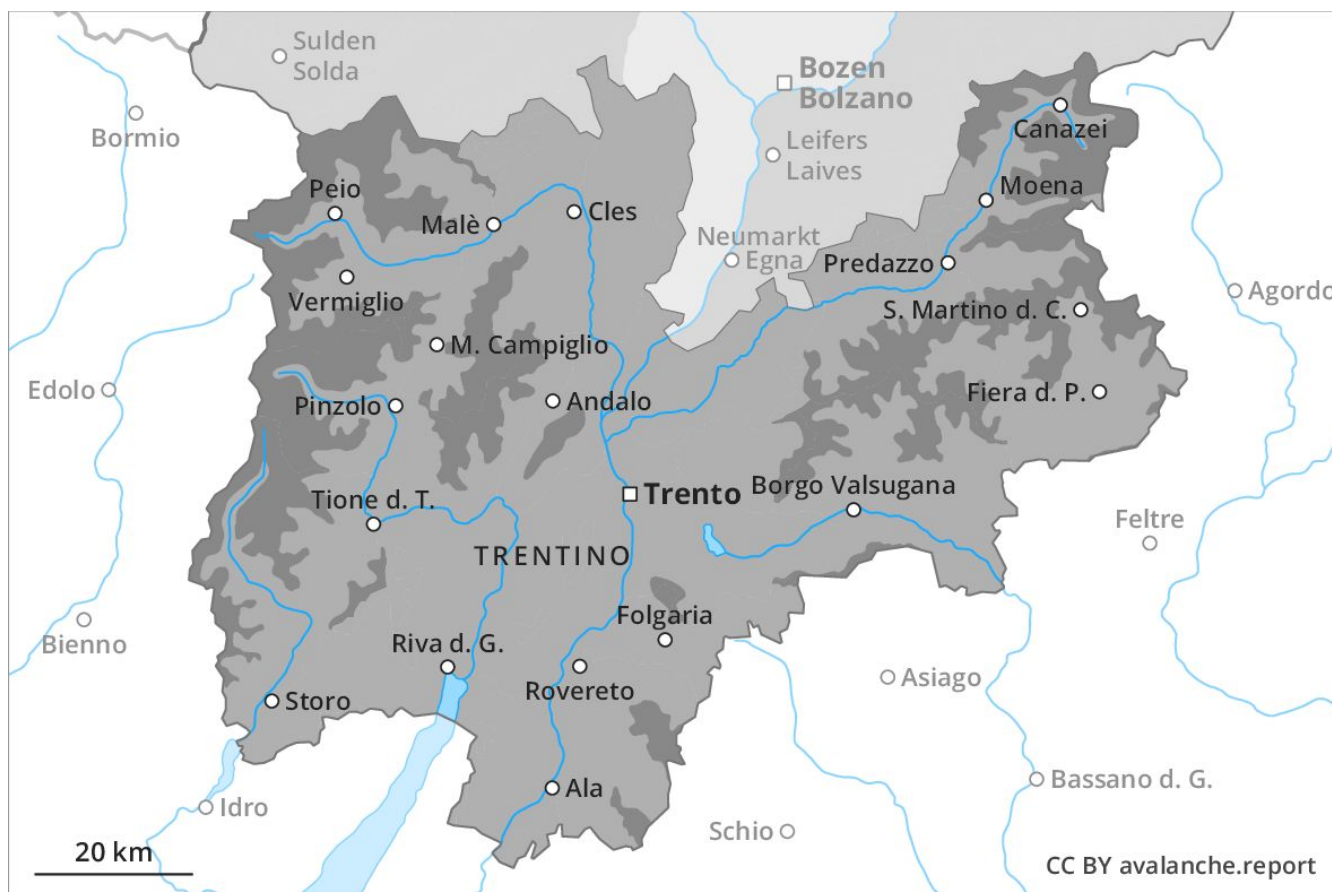 Sulden
Solda
Bozen
Bolzano
Bormio
Canazei
Leifers
Laives
Peio
Moena
Malè
Cles
Neumarkt
Egna
Predazzo
Vermiglio
Agordo
S. Martino d. C.
M. Campiglio
Edolo
Fiera d. P.
Pinzolo
Andalo
Trento
Borgo Valsugana
Tione d. T.
Feltre
TRENTINO
Folgaria
Bienno
Riva d. G.
Asiago
Rovereto
Storo
Bassano d. G.
Ala
Idro
Schio
20 km
CC BY avalanche.report